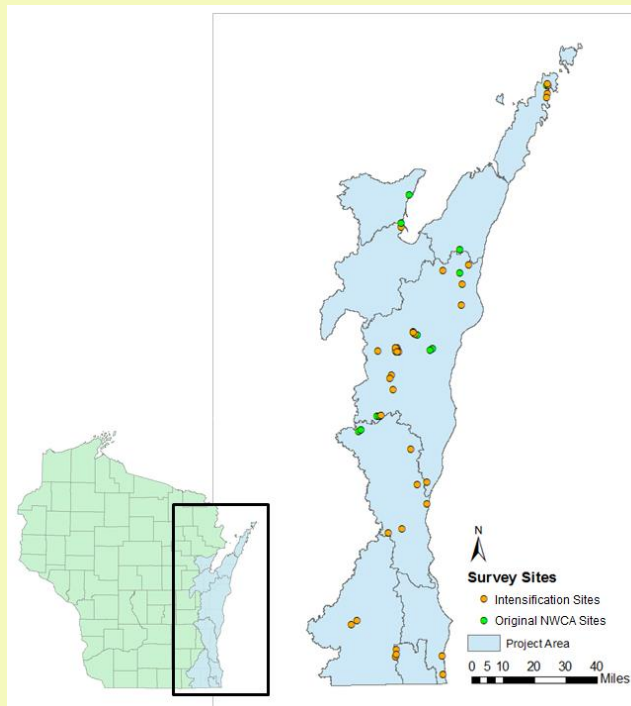 N
Survey Sites
Intensification Sites
Original NWCA Sites
Project Area
0 5 10 20 30 40
Miles